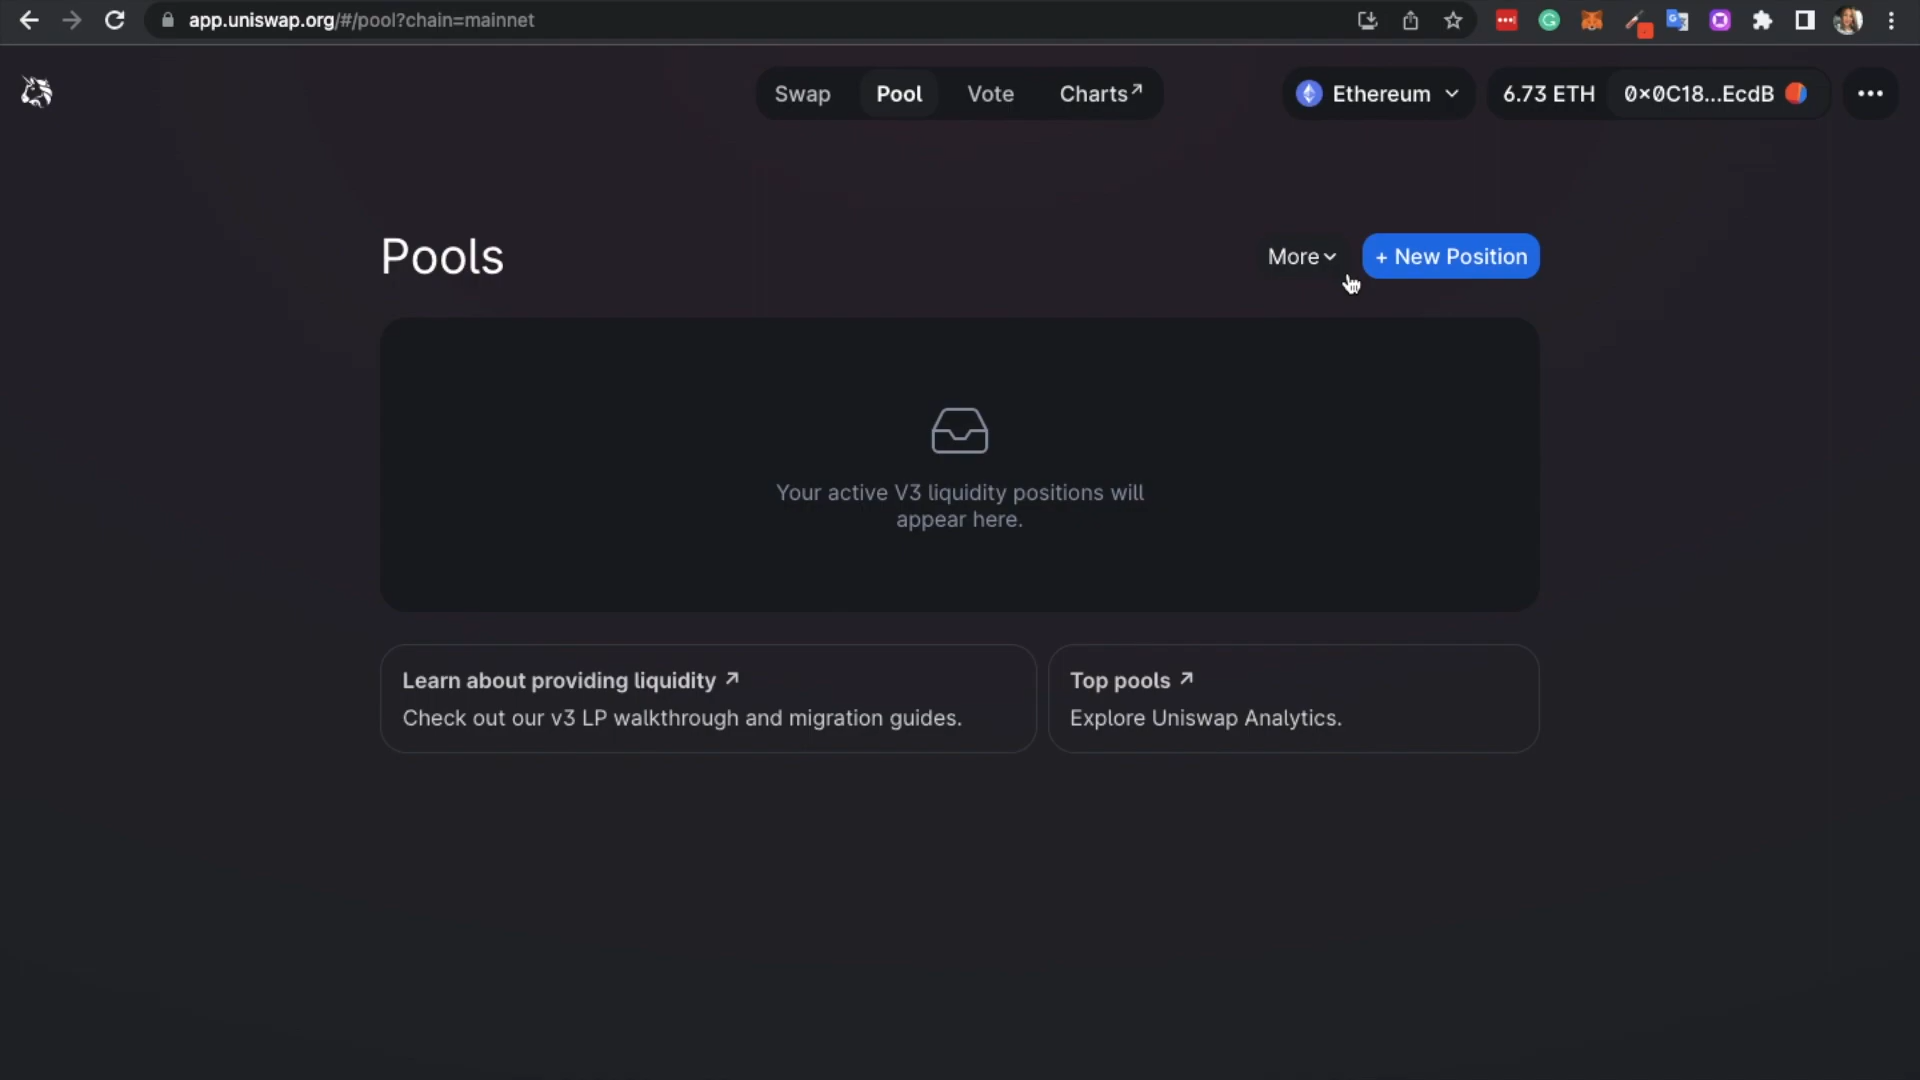 app.uniswap.org/#/pool?chain=mainnet
Swap
Pool
Vote
Charts↗
Ethereum
6.73 ETH
0×0C18...EcdB
Pools
More
+ New Position
Your active V3 liquidity positions will
appear here.
Learn about providing liquidity ↗
Check out our v3 LP walkthrough and migration guides.
Top pools ↗
Explore Uniswap Analytics.